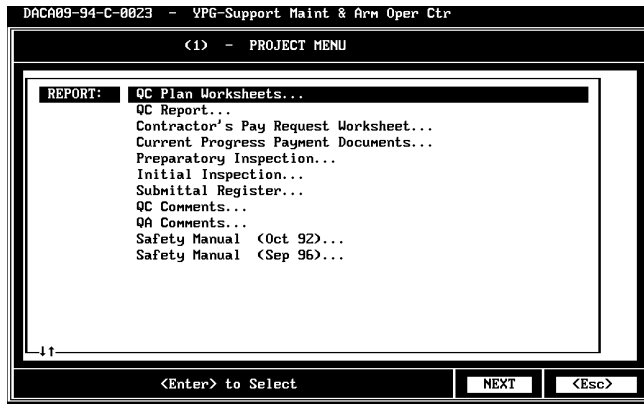 DACA09-94-C-0023 - YPG-Support Maint & Arm Oper Ctr
(1) - PROJECT MENU
REPORT: QC Plan Worksheets...
QC Report...
Contractor's Pay Request Worksheet...
Current Progress Payment Documents...
Preparatory Inspection...
Initial Inspection...
Submittal Register...
QC Comments...
QA Comments...
Safety Manual (Oct 92)...
Safety Manual (Sep 96)...
↓↑
<Enter> to Select NEXT <Esc>